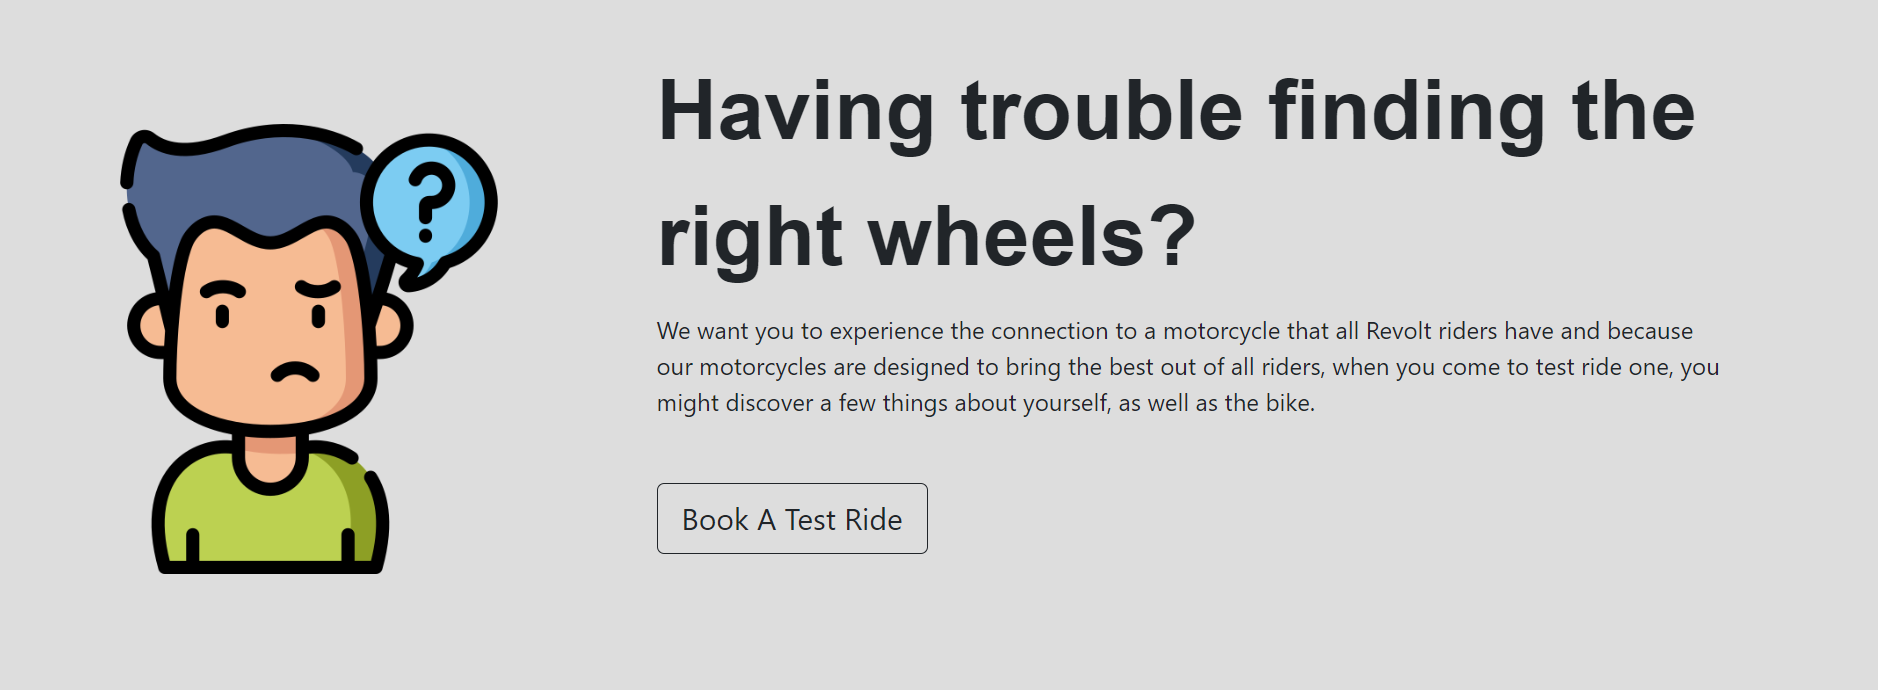 Having trouble finding the
right wheels?
We want you to experience the connection to a motorcycle that all Revolt riders have and because
our motorcycles are designed to bring the best out of all riders, when you come to test ride one, you
might discover a few things about yourself, as well as the bike.
Book A Test Ride
?